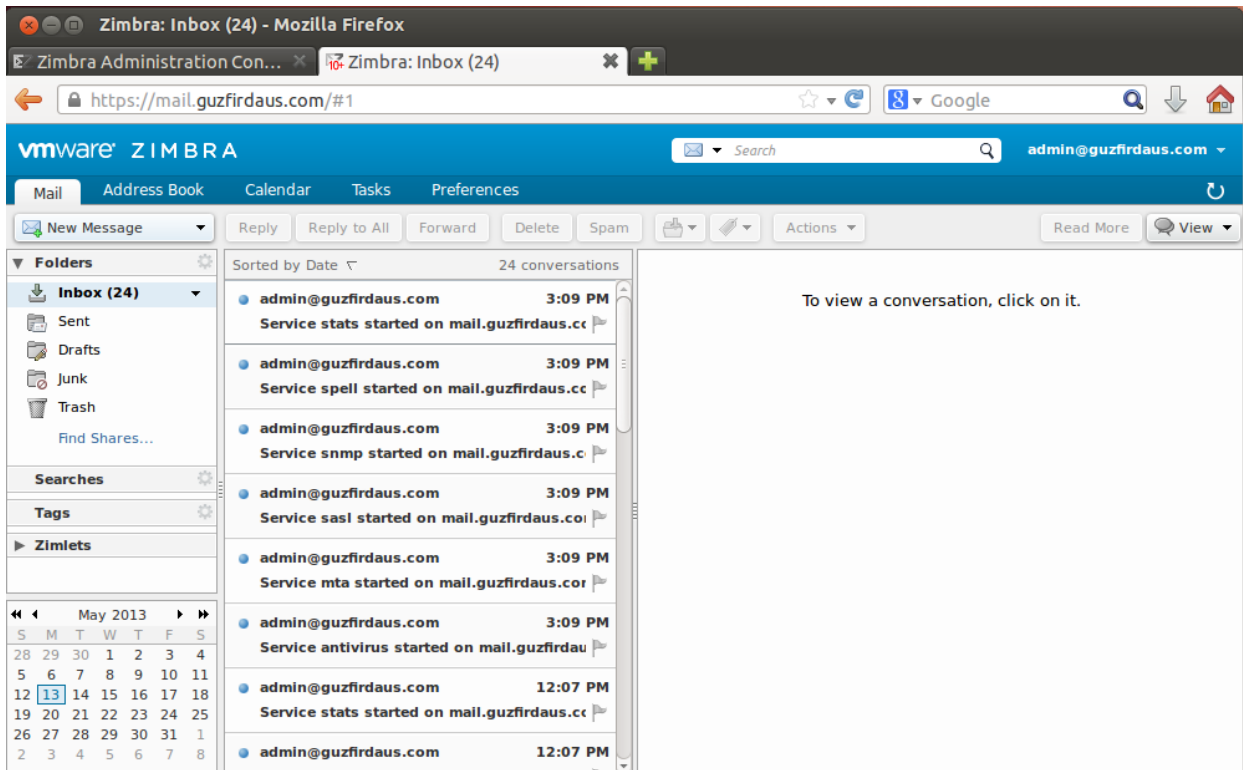 Zimbra: Inbox (24) - Mozilla Firefox
Zimbra Administration Con... Zimbra: Inbox (24)
https://mail.guzfirdaus.com/#1 Google
vmware ZIMBRA Search admin@guzfirdaus.com
Mail Address Book Calendar Tasks Preferences
New Message Reply Reply to All Forward Delete Spam Actions Read More View
Folders
Inbox (24)
Sent
Drafts
Junk
Trash
Find Shares...
Searches
Tags
Zimlets
May 2013
S M T W T F S
28 29 30 1 2 3 4
5 6 7 8 9 10 11
12 13 14 15 16 17 18
19 20 21 22 23 24 25
26 27 28 29 30 31 1
2 3 4 5 6 7 8
Sorted by Date 24 conversations
admin@guzfirdaus.com 3:09 PM
Service stats started on mail.guzfirdaus.cc
admin@guzfirdaus.com 3:09 PM
Service spell started on mail.guzfirdaus.cc
admin@guzfirdaus.com 3:09 PM
Service snmp started on mail.guzfirdaus.c
admin@guzfirdaus.com 3:09 PM
Service sasl started on mail.guzfirdaus.co
admin@guzfirdaus.com 3:09 PM
Service mta started on mail.guzfirdaus.cor
admin@guzfirdaus.com 3:09 PM
Service antivirus started on mail.guzfirdau
admin@guzfirdaus.com 12:07 PM
Service stats started on mail.guzfirdaus.cc
admin@guzfirdaus.com 12:07 PM
To view a conversation, click on it.